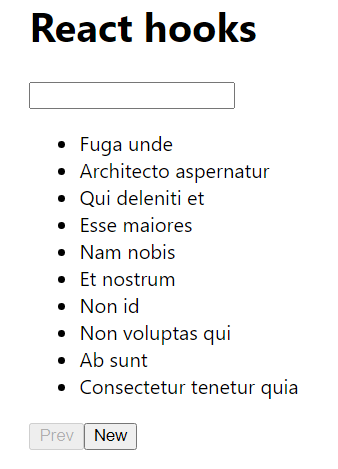 React hooks
Fuga unde
Architecto aspernatur
Qui deleniti et
Esse maiores
Nam nobis
Et nostrum
Non id
Non voluptas qui
Ab sunt
Consectetur tenetur quia
Prev New